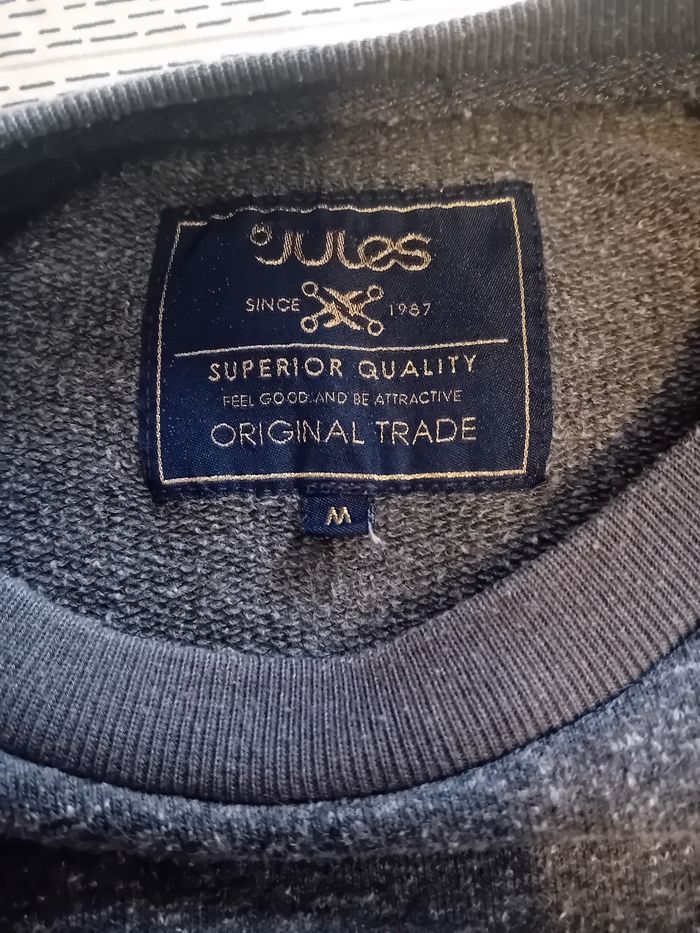 JULES
SINCE 1987
SUPERIOR QUALITY
FEEL GOOD.AND BE ATTRACTIVE
ORIGINAL TRADE
M